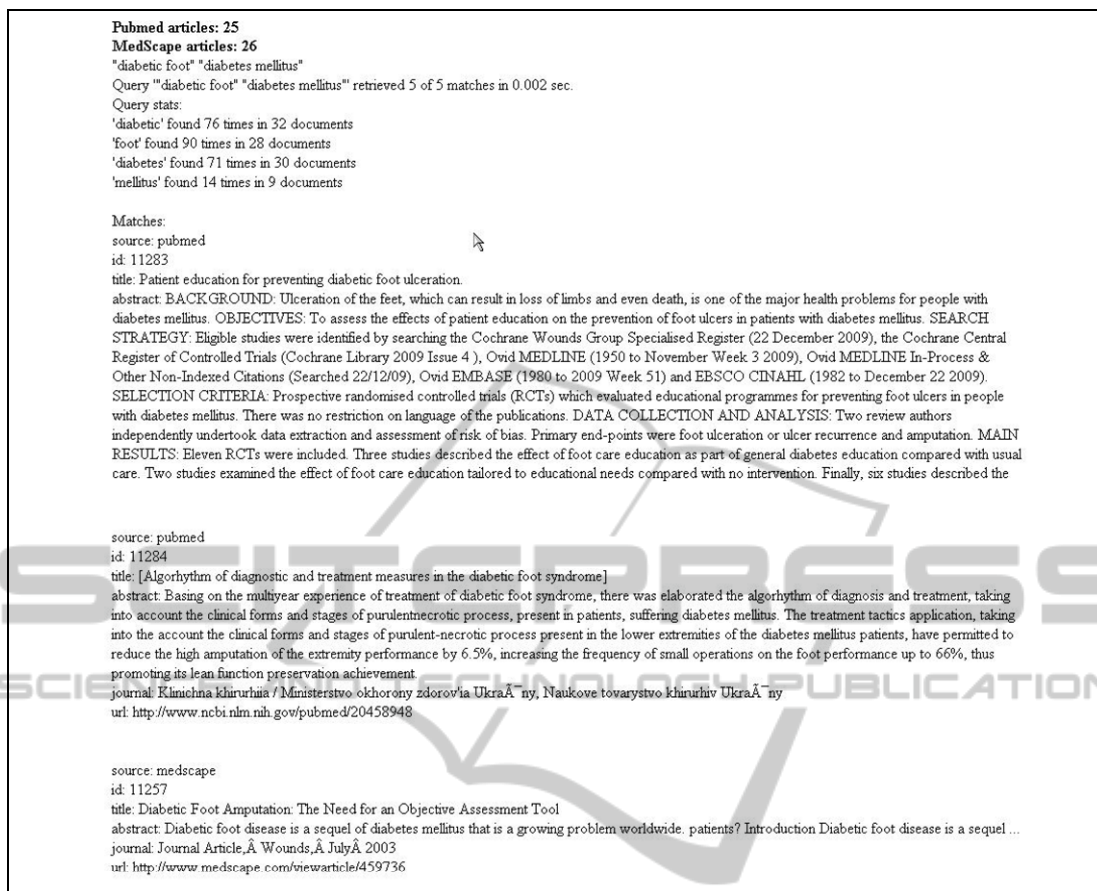 Pubmed articles: 25
MedScape articles: 26
"diabetic foot" "diabetes mellitus"
Query '"diabetic foot" "diabetes mellitus"' retrieved 5 of 5 matches in 0.002 sec.
Query stats:
'diabetic' found 76 times in 32 documents
'foot' found 90 times in 28 documents
'diabetes' found 71 times in 30 documents
'mellitus' found 14 times in 9 documents
Matches:
source: pubmed
id: 11283
title: Patient education for preventing diabetic foot ulceration.
abstract: BACKGROUND: Ulceration of the feet, which can result in loss of limbs and even death, is one of the major health problems for people with
diabetes mellitus. OBJECTIVES: To assess the effects of patient education on the prevention of foot ulcers in patients with diabetes mellitus. SEARCH
STRATEGY: Eligible studies were identified by searching the Cochrane Wounds Group Specialised Register (22 December 2009), the Cochrane Central
Register of Controlled Trials (Cochrane Library 2009 Issue 4 ), Ovid MEDLINE (1950 to November Week 3 2009), Ovid MEDLINE In-Process &
Other Non-Indexed Citations (Searched 22/12/09), Ovid EMBASE (1980 to 2009 Week 51) and EBSCO CINAHL (1982 to December 22 2009).
SELECTION CRITERIA: Prospective randomised controlled trials (RCTs) which evaluated educational programmes for preventing foot ulcers in people
with diabetes mellitus. There was no restriction on language of the publications. DATA COLLECTION AND ANALYSIS: Two review authors
independently undertook data extraction and assessment of risk of bias. Primary end-points were foot ulceration or ulcer recurrence and amputation. MAIN
RESULTS: Eleven RCTs were included. Three studies described the effect of foot care education as part of general diabetes education compared with usual
care. Two studies examined the effect of foot care education tailored to educational needs compared with no intervention. Finally, six studies described the
source: pubmed
id: 11284
title: [Algorhythm of diagnostic and treatment measures in the diabetic foot syndrome]
abstract: Basing on the multiyear experience of treatment of diabetic foot syndrome, there was elaborated the algorhythm of diagnosis and treatment, taking
into account the clinical forms and stages of purulentnecrotic process, present in patients, suffering diabetes mellitus. The treatment tactics application, taking
into the account the clinical forms and stages of purulent-necrotic process present in the lower extremities of the diabetes mellitus patients, have permitted to
reduce the high amputation of the extremity performance by 6.5%, increasing the frequency of small operations on the foot performance up to 66%, thus
promoting its lean function preservation achievement.
journal: Klinichna khirurhiia / Ministerstvo okhorony zdorov'ia UkraÃ¯ny, Naukove tovarystvo khirurhiv UkraÃ¯ny
url: http://www.ncbi.nlm.nih.gov/pubmed/20458948
source: medscape
id: 11257
title: Diabetic Foot Amputation: The Need for an Objective Assessment Tool
abstract: Diabetic foot disease is a sequel of diabetes mellitus that is a growing problem worldwide. patients? Introduction Diabetic foot disease is a sequel ...
journal: Journal Article,Â Wounds,Â JulyÂ 2003
url: http://www.medscape.com/viewarticle/459736
SCITEPRESS
SCIENCE AND TECHNOLOGY PUBLICATIONS